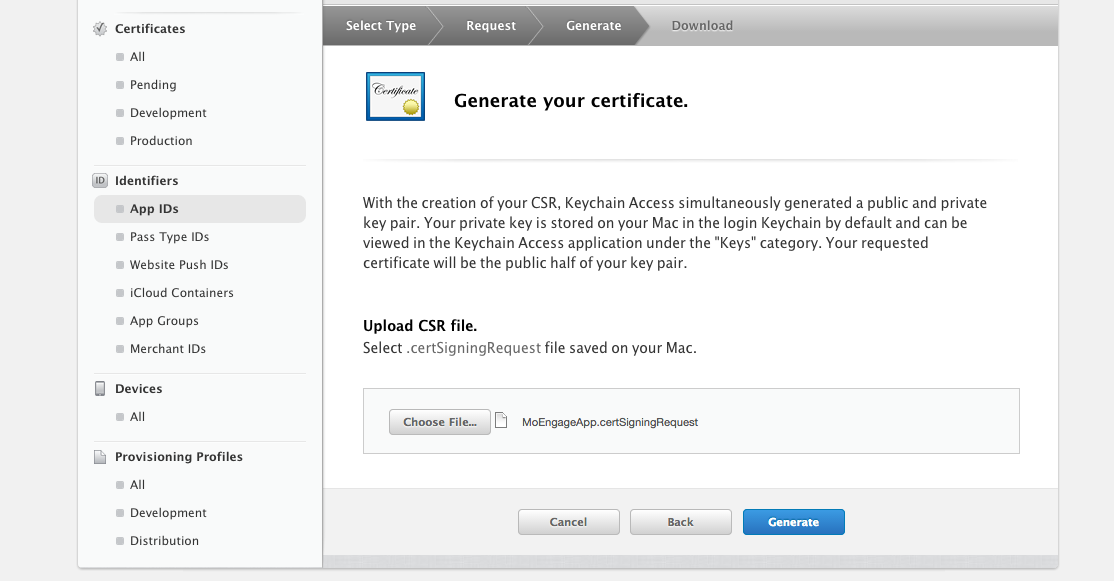 Certificates
All
Pending
Development
Production
ID Identifiers
App IDs
Pass Type IDs
Website Push IDs
iCloud Containers
App Groups
Merchant IDs
Devices
All
Provisioning Profiles
All
Development
Distribution
Select Type Request Generate Download
Certificate
Generate your certificate.
With the creation of your CSR, Keychain Access simultaneously generated a public and private
key pair. Your private key is stored on your Mac in the login Keychain by default and can be
viewed in the Keychain Access application under the "Keys" category. Your requested
certificate will be the public half of your key pair.
Upload CSR file.
Select .certSigningRequest file saved on your Mac.
Choose File... MoEngageApp.certSigningRequest
Cancel Back Generate